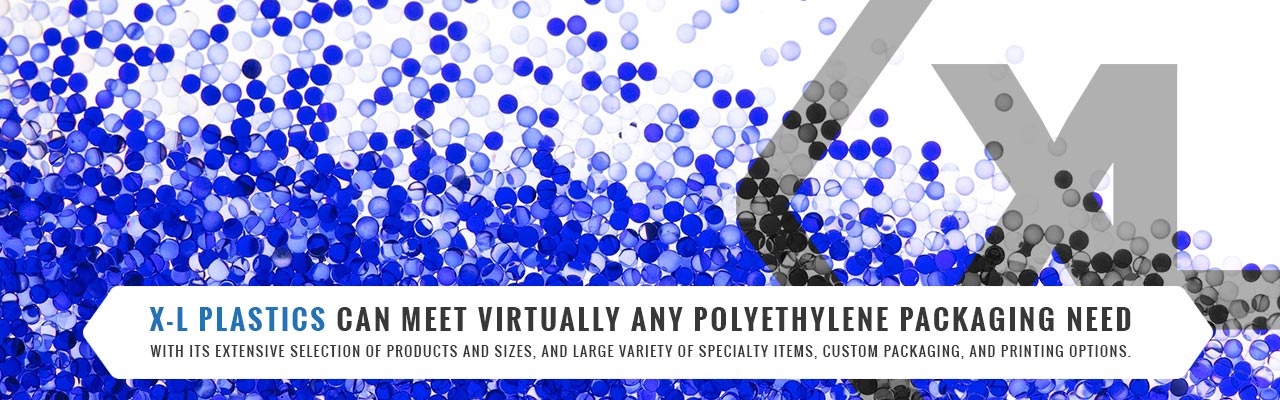 XL
X-L PLASTICS CAN MEET VIRTUALLY ANY POLYETHYLENE PACKAGING NEED
WITH ITS EXTENSIVE SELECTION OF PRODUCTS AND SIZES, AND LARGE VARIETY OF SPECIALTY ITEMS, CUSTOM PACKAGING, AND PRINTING OPTIONS.